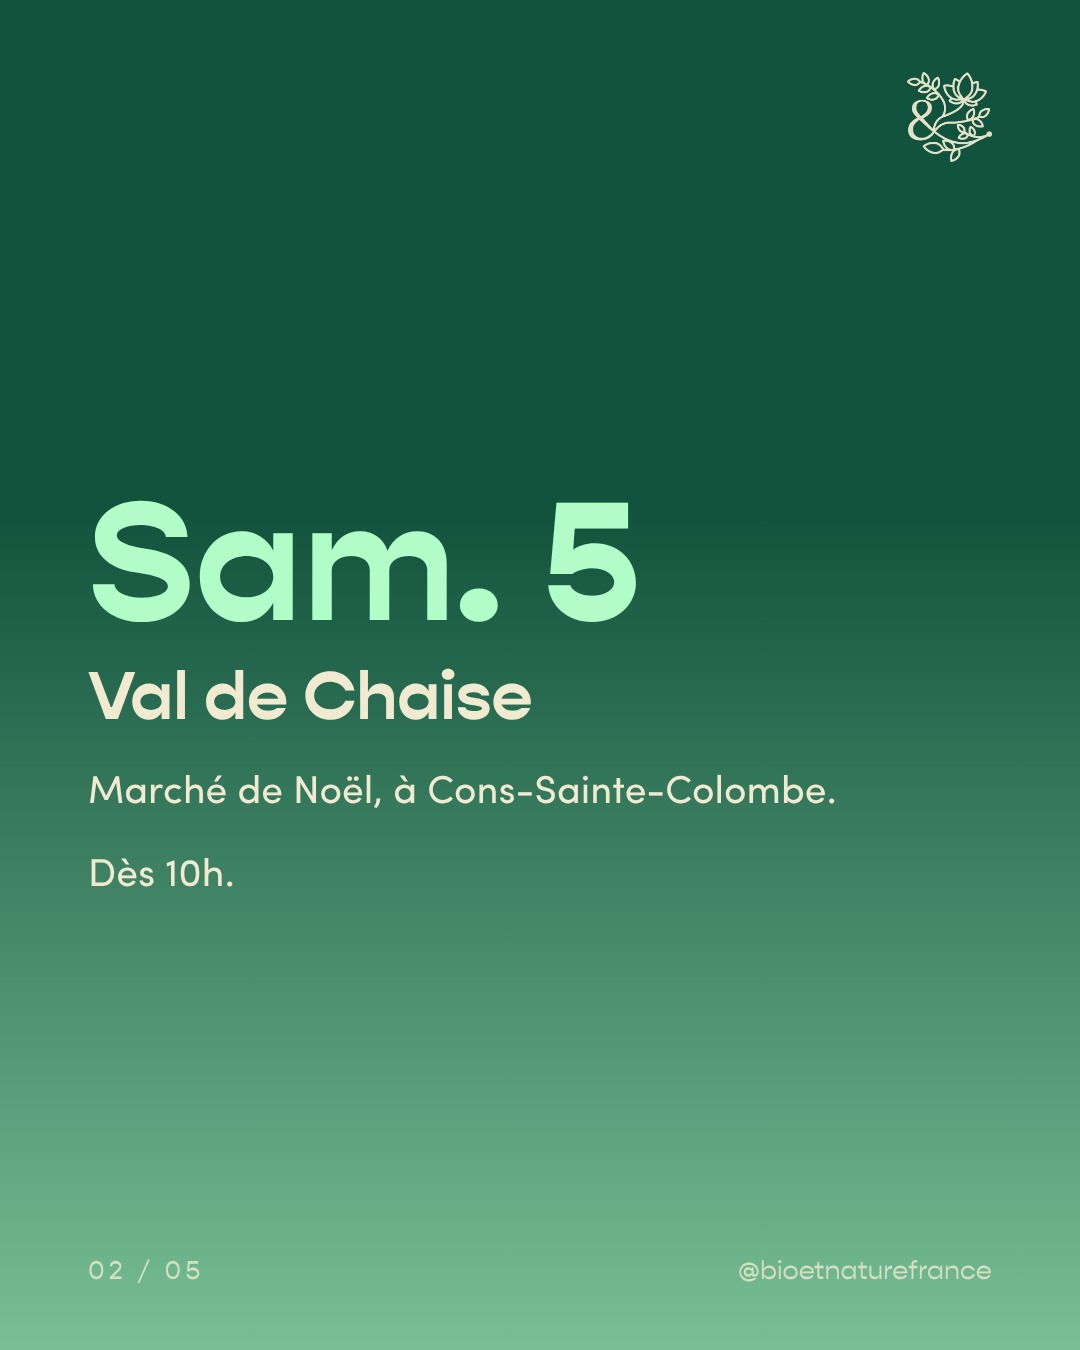 &
Sam. 5
Val de Chaise
Marché de Noël, à Cons-Sainte-Colombe.
Dès 10h.
02 / 05
@bioetnaturefrance